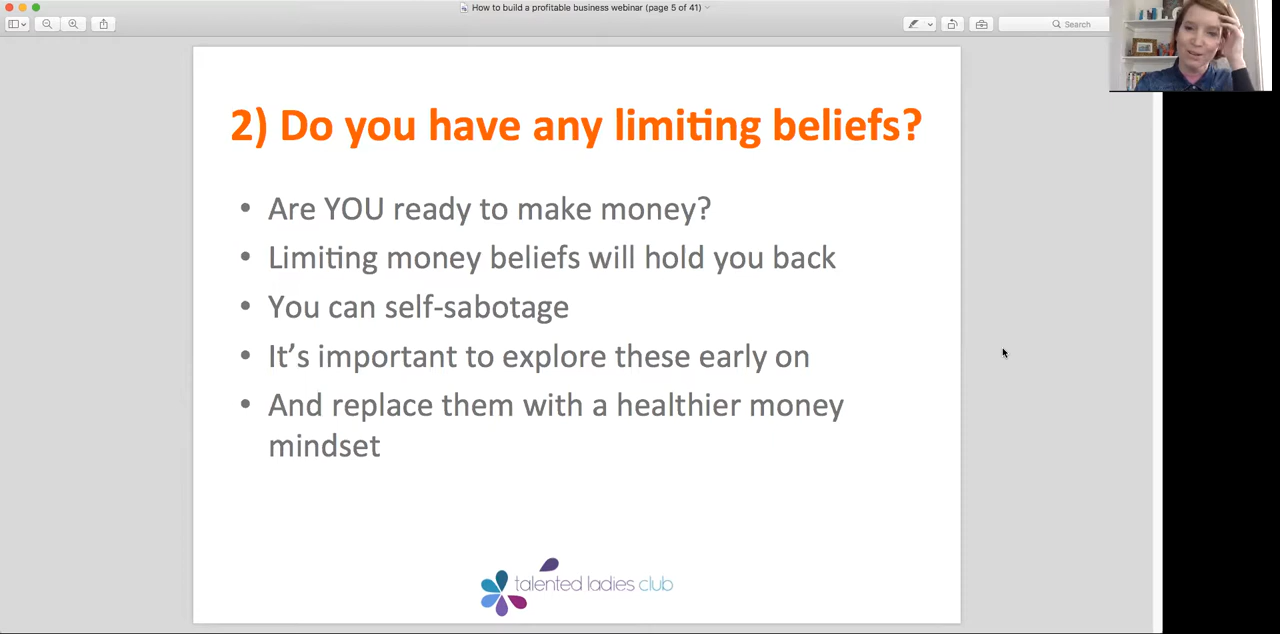 How to build a profitable business webinar (page 5 of 41)
Search
2) Do you have any limiting beliefs?
• Are YOU ready to make money?
• Limiting money beliefs will hold you back
• You can self-sabotage
• It’s important to explore these early on
• And replace them with a healthier money
mindset
talented ladies club